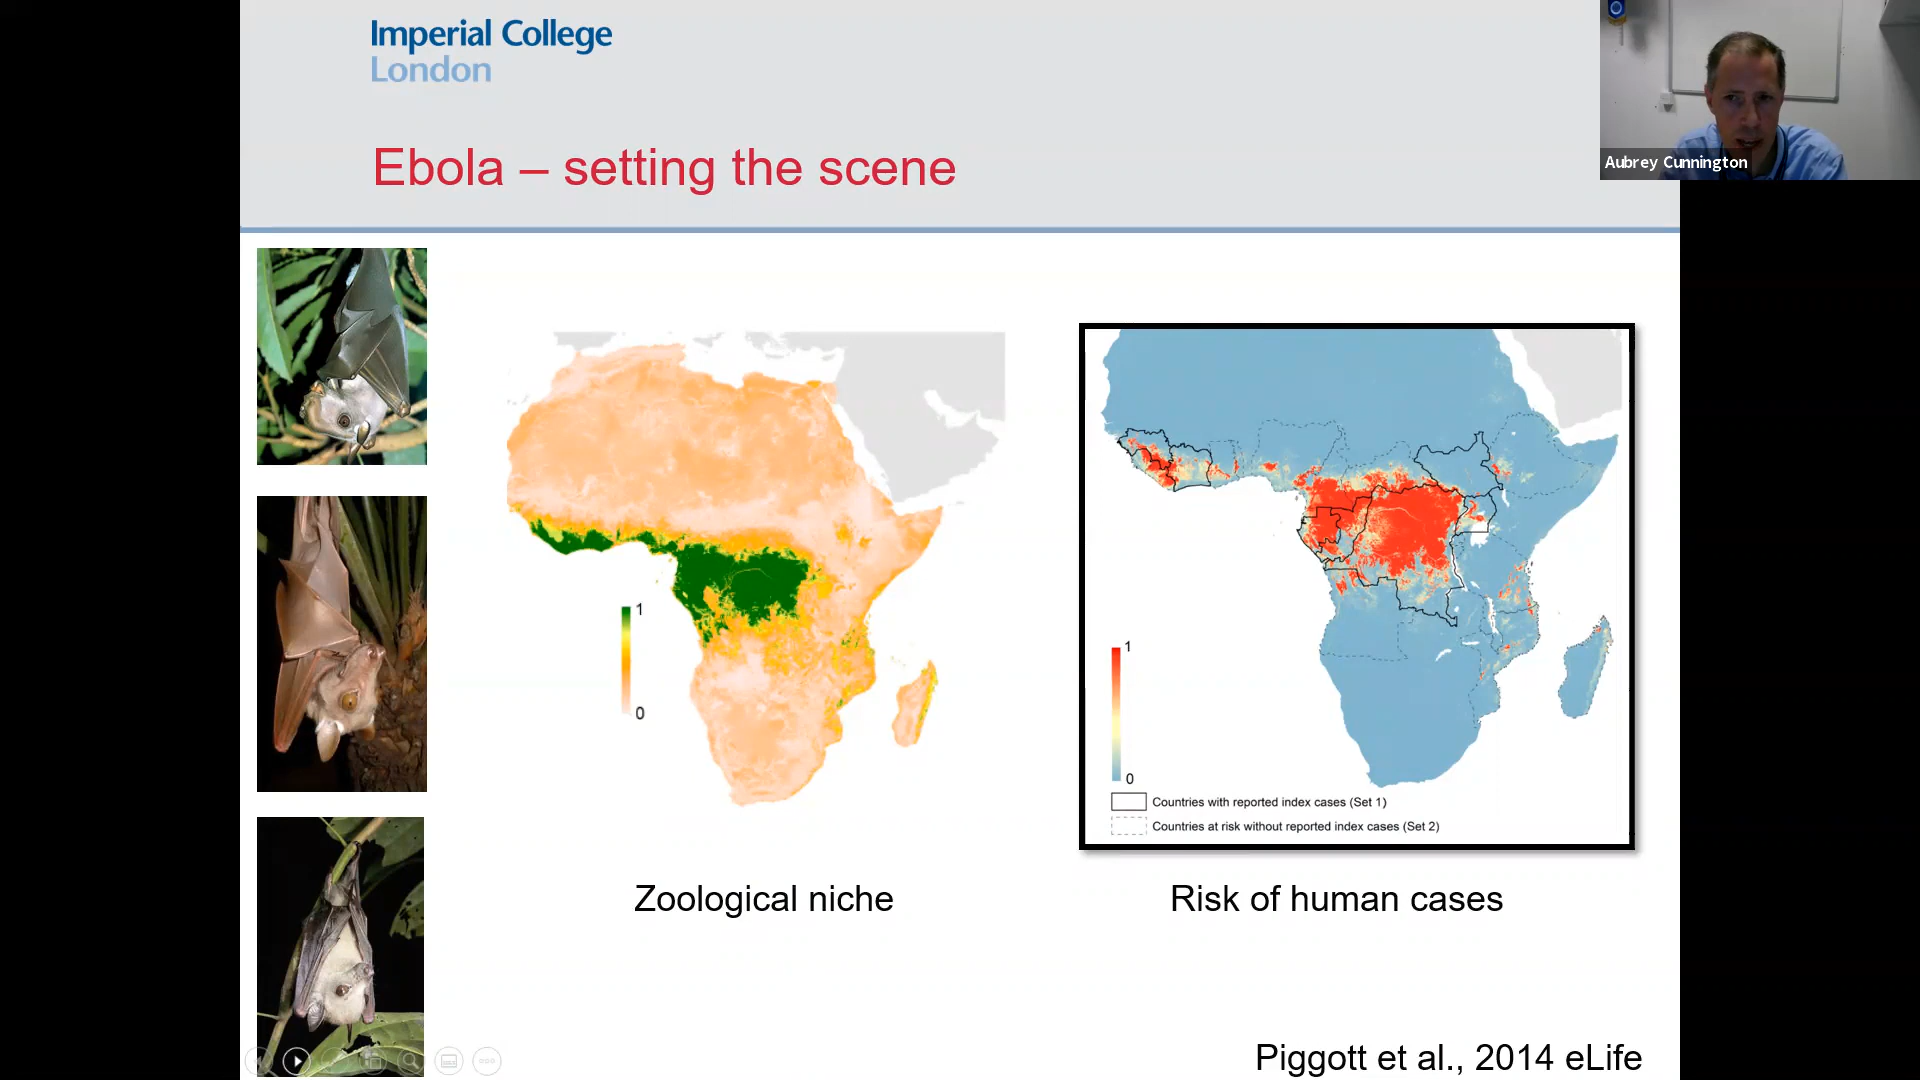 Imperial College
London
Aubrey Cunnington
Ebola – setting the scene
1
0
1
0
Countries with reported index cases (Set 1)
Countries at risk without reported index cases (Set 2)
Zoological niche
Risk of human cases
Piggott et al., 2014 eLife